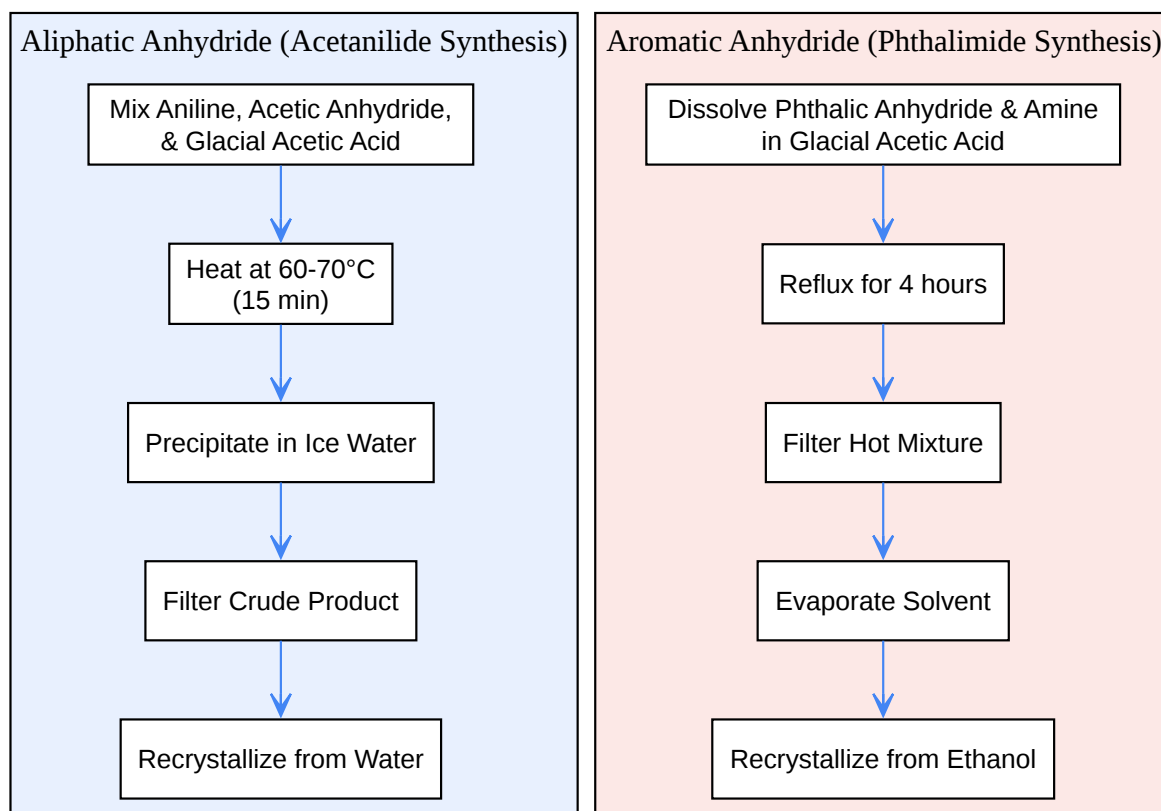 Aliphatic Anhydride (Acetanilide Synthesis)
Mix Aniline, Acetic Anhydride,
& Glacial Acetic Acid
Heat at 60-70°C
(15 min)
Precipitate in Ice Water
Filter Crude Product
Recrystallize from Water
Aromatic Anhydride (Phthalimide Synthesis)
Dissolve Phthalic Anhydride & Amine
in Glacial Acetic Acid
Reflux for 4 hours
Filter Hot Mixture
Evaporate Solvent
Recrystallize from Ethanol